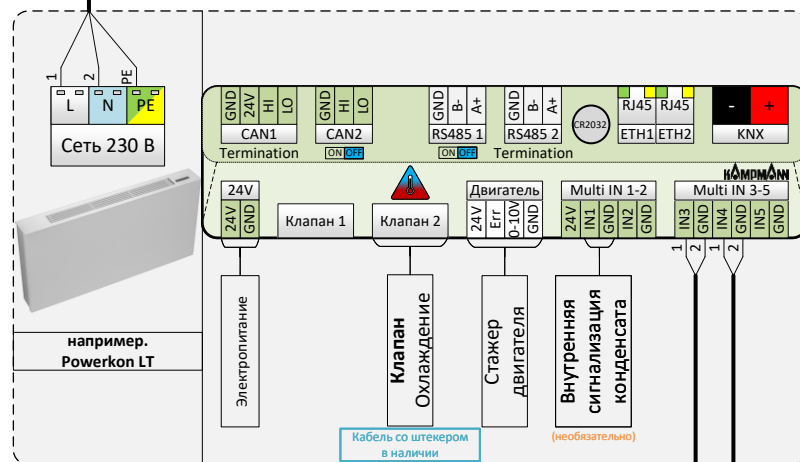 1
2
PE
L
N
PE
Сеть 230 В
например.
Powerkon LT
GND
24V
HI
LO
CAN1
Termination
GND
HI
LO
CAN2
ON OFF
GND
B-
A+
RS485 1
ON OFF
GND
B-
A+
RS485 2
Termination
CR2032
RJ45
RJ45
ETH1
ETH2
-
+
KNX
KAMPMANN
24V
24V
GND
Клапан 1
Клапан 2
Двигатель
24V
Err
0-10V
GND
Multi IN 1-2
24V
IN1
GND
IN2
GND
Multi IN 3-5
IN3
GND
IN4
GND
IN5
GND
1
2
1
2
Электропитание
Клапан
Охлаждение
Стажер
двигателя
Внутренняя
сигнализация
конденсата
Кабель со штекером
в наличии
(необязательно)